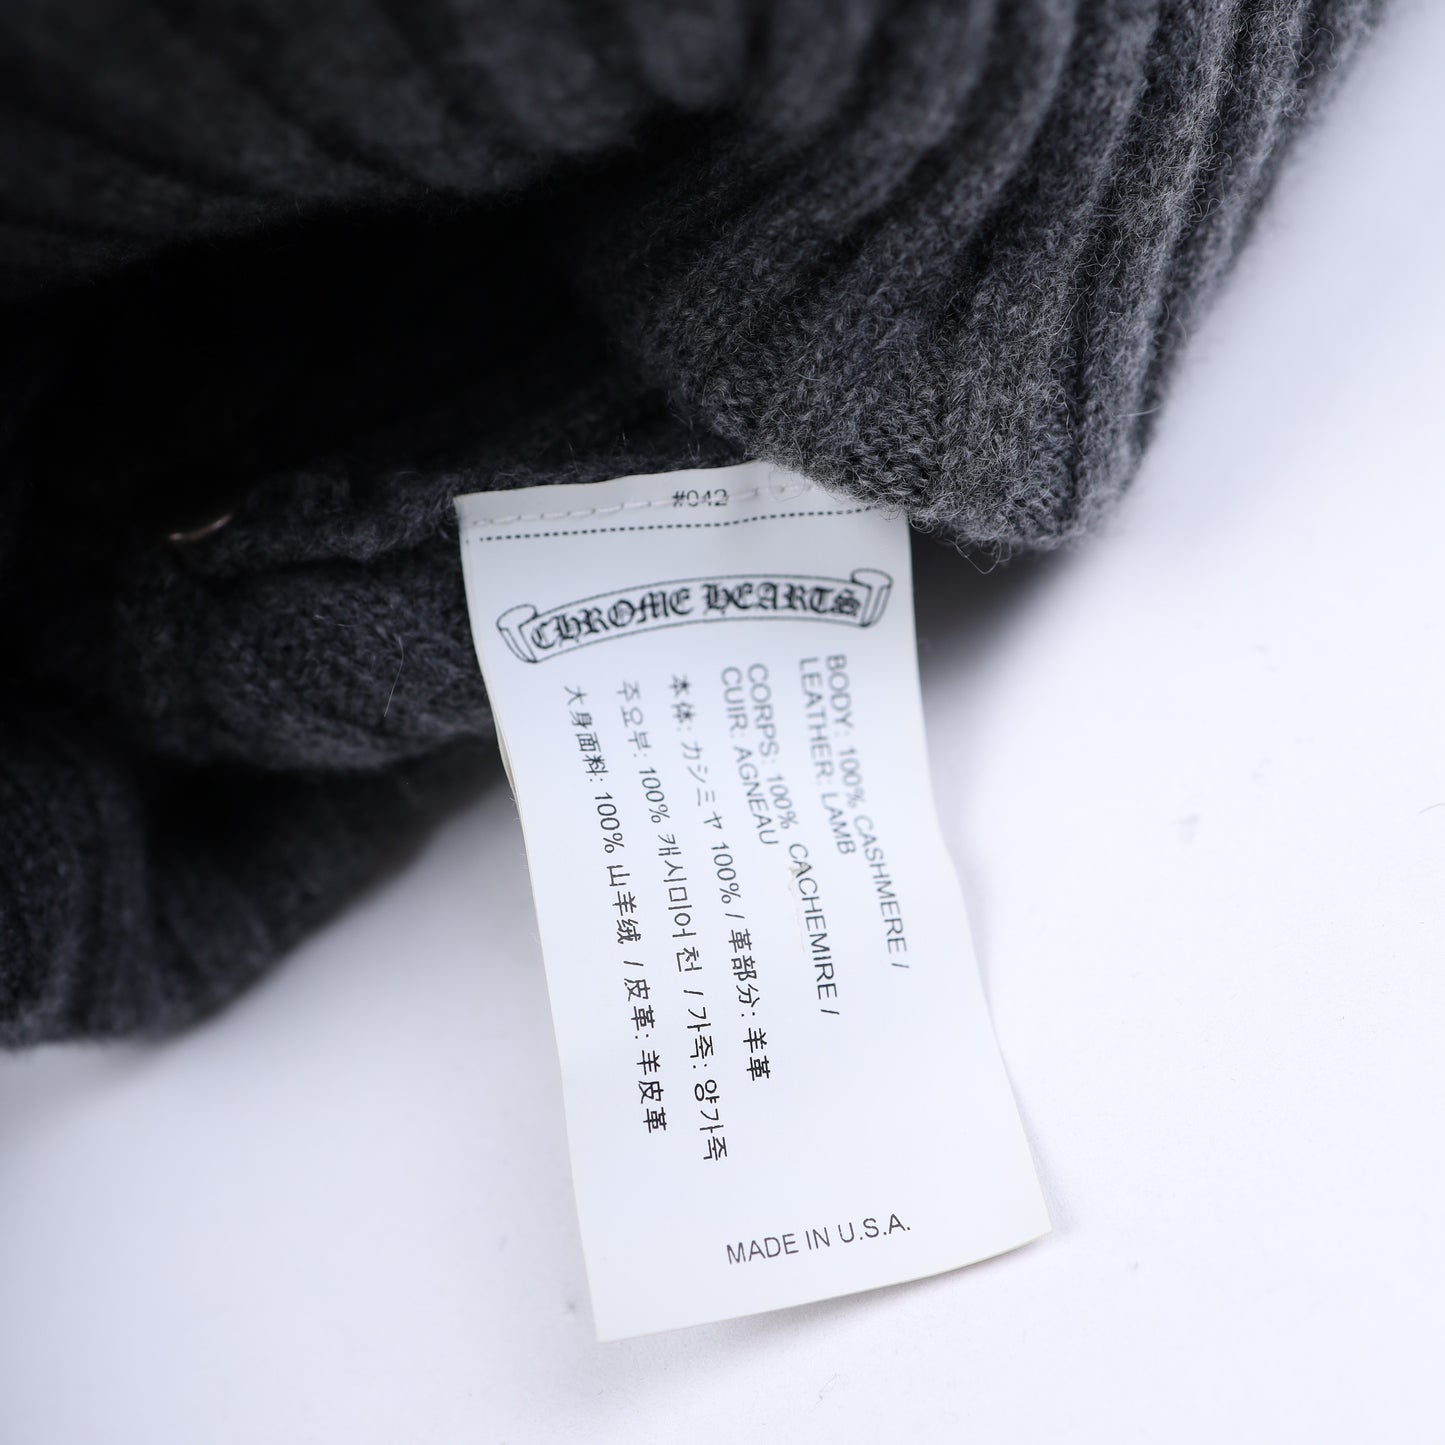 #042
CHROME HEARTS
BODY: 100% CASHMERE /
LEATHER: LAMB
CORPS: 100% CACHEMIRE /
CUIR: AGNEAU
本体: カシミヤ 100% / 革部分: 羊革
주요부: 100% 캐시미어 천 / 가죽: 양가죽
大身面料: 100% 山羊绒 / 皮革: 羊皮革
MADE IN U.S.A.